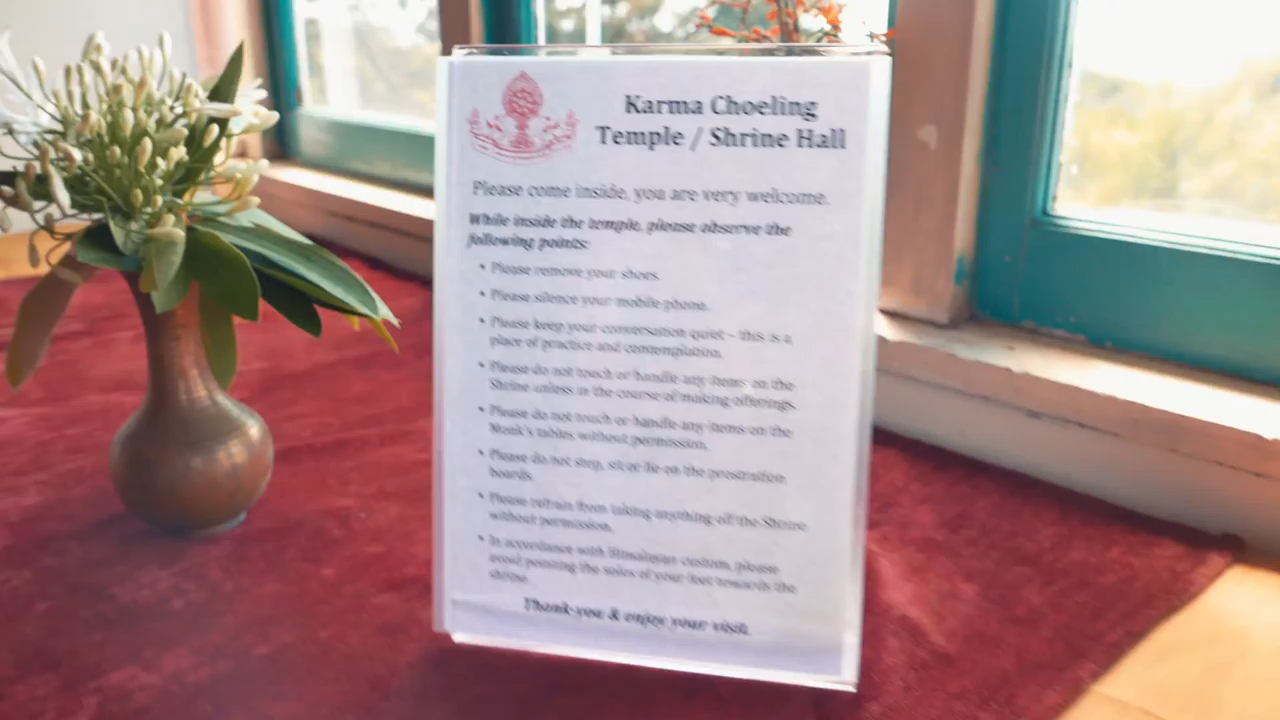 Karma Choeling
Temple / Shrine Hall
Please come inside, you are very welcome.
While inside the temple, please observe the
following points:
• Please remove your shoes.
• Please silence your mobile phone.
• Please keep your conversation quiet – this is a
place of practice and contemplation.
• Please do not touch or handle any items on the
Shrine unless in the course of making offerings.
• Please do not touch or handle any items on the
Monk's tables without permission.
• Please do not step, sit or lie on the prostration
boards.
• Please refrain from taking anything off the Shrine
without permission.
• In accordance with Himalayan custom, please
avoid pointing the soles of your feet towards the
shrine.
Thank-you & enjoy your visit.